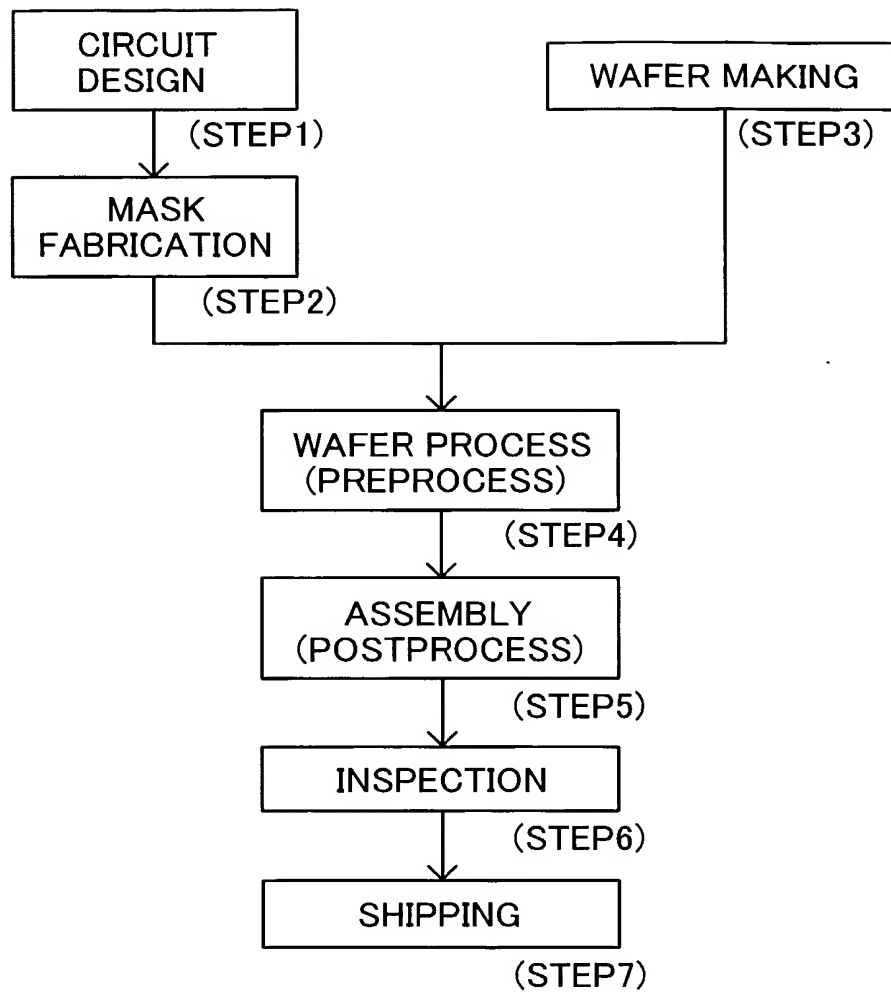 CIRCUIT
DESIGN
(STEP1)
WAFER MAKING
(STEP3)
MASK
FABRICATION
(STEP2)
WAFER PROCESS
(PREPROCESS)
(STEP4)
ASSEMBLY
(POSTPROCESS)
(STEP5)
INSPECTION
(STEP6)
SHIPPING
(STEP7)